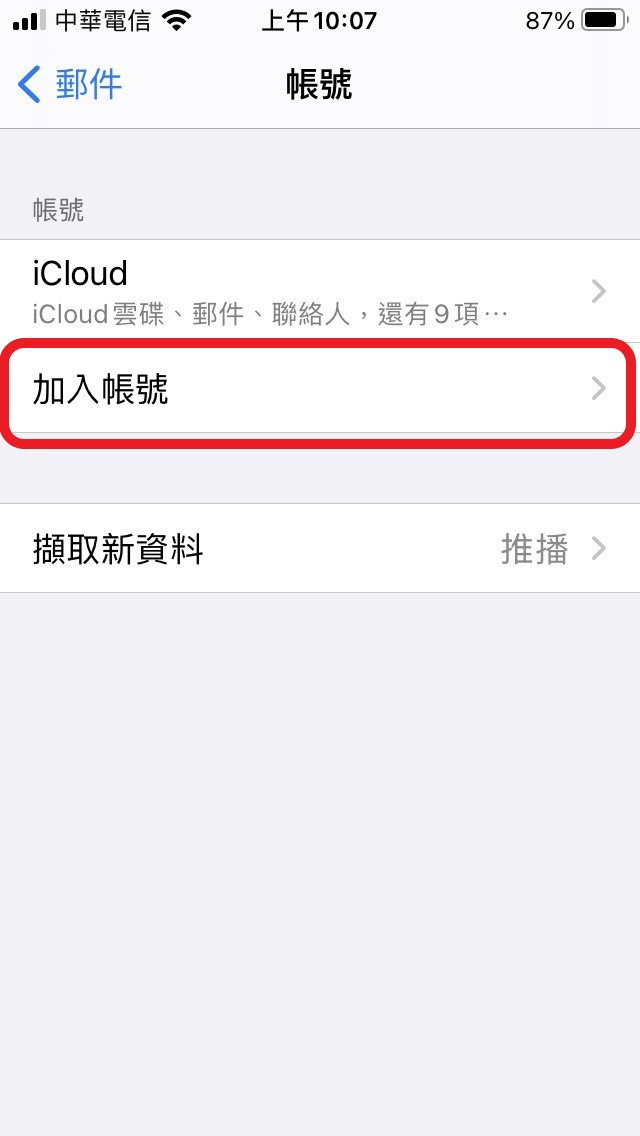 中華電信 上午10:07 87%
郵件 帳號
帳號
iCloud
iCloud雲碟、郵件、聯絡人，還有9項…
加入帳號
擷取新資料 推播